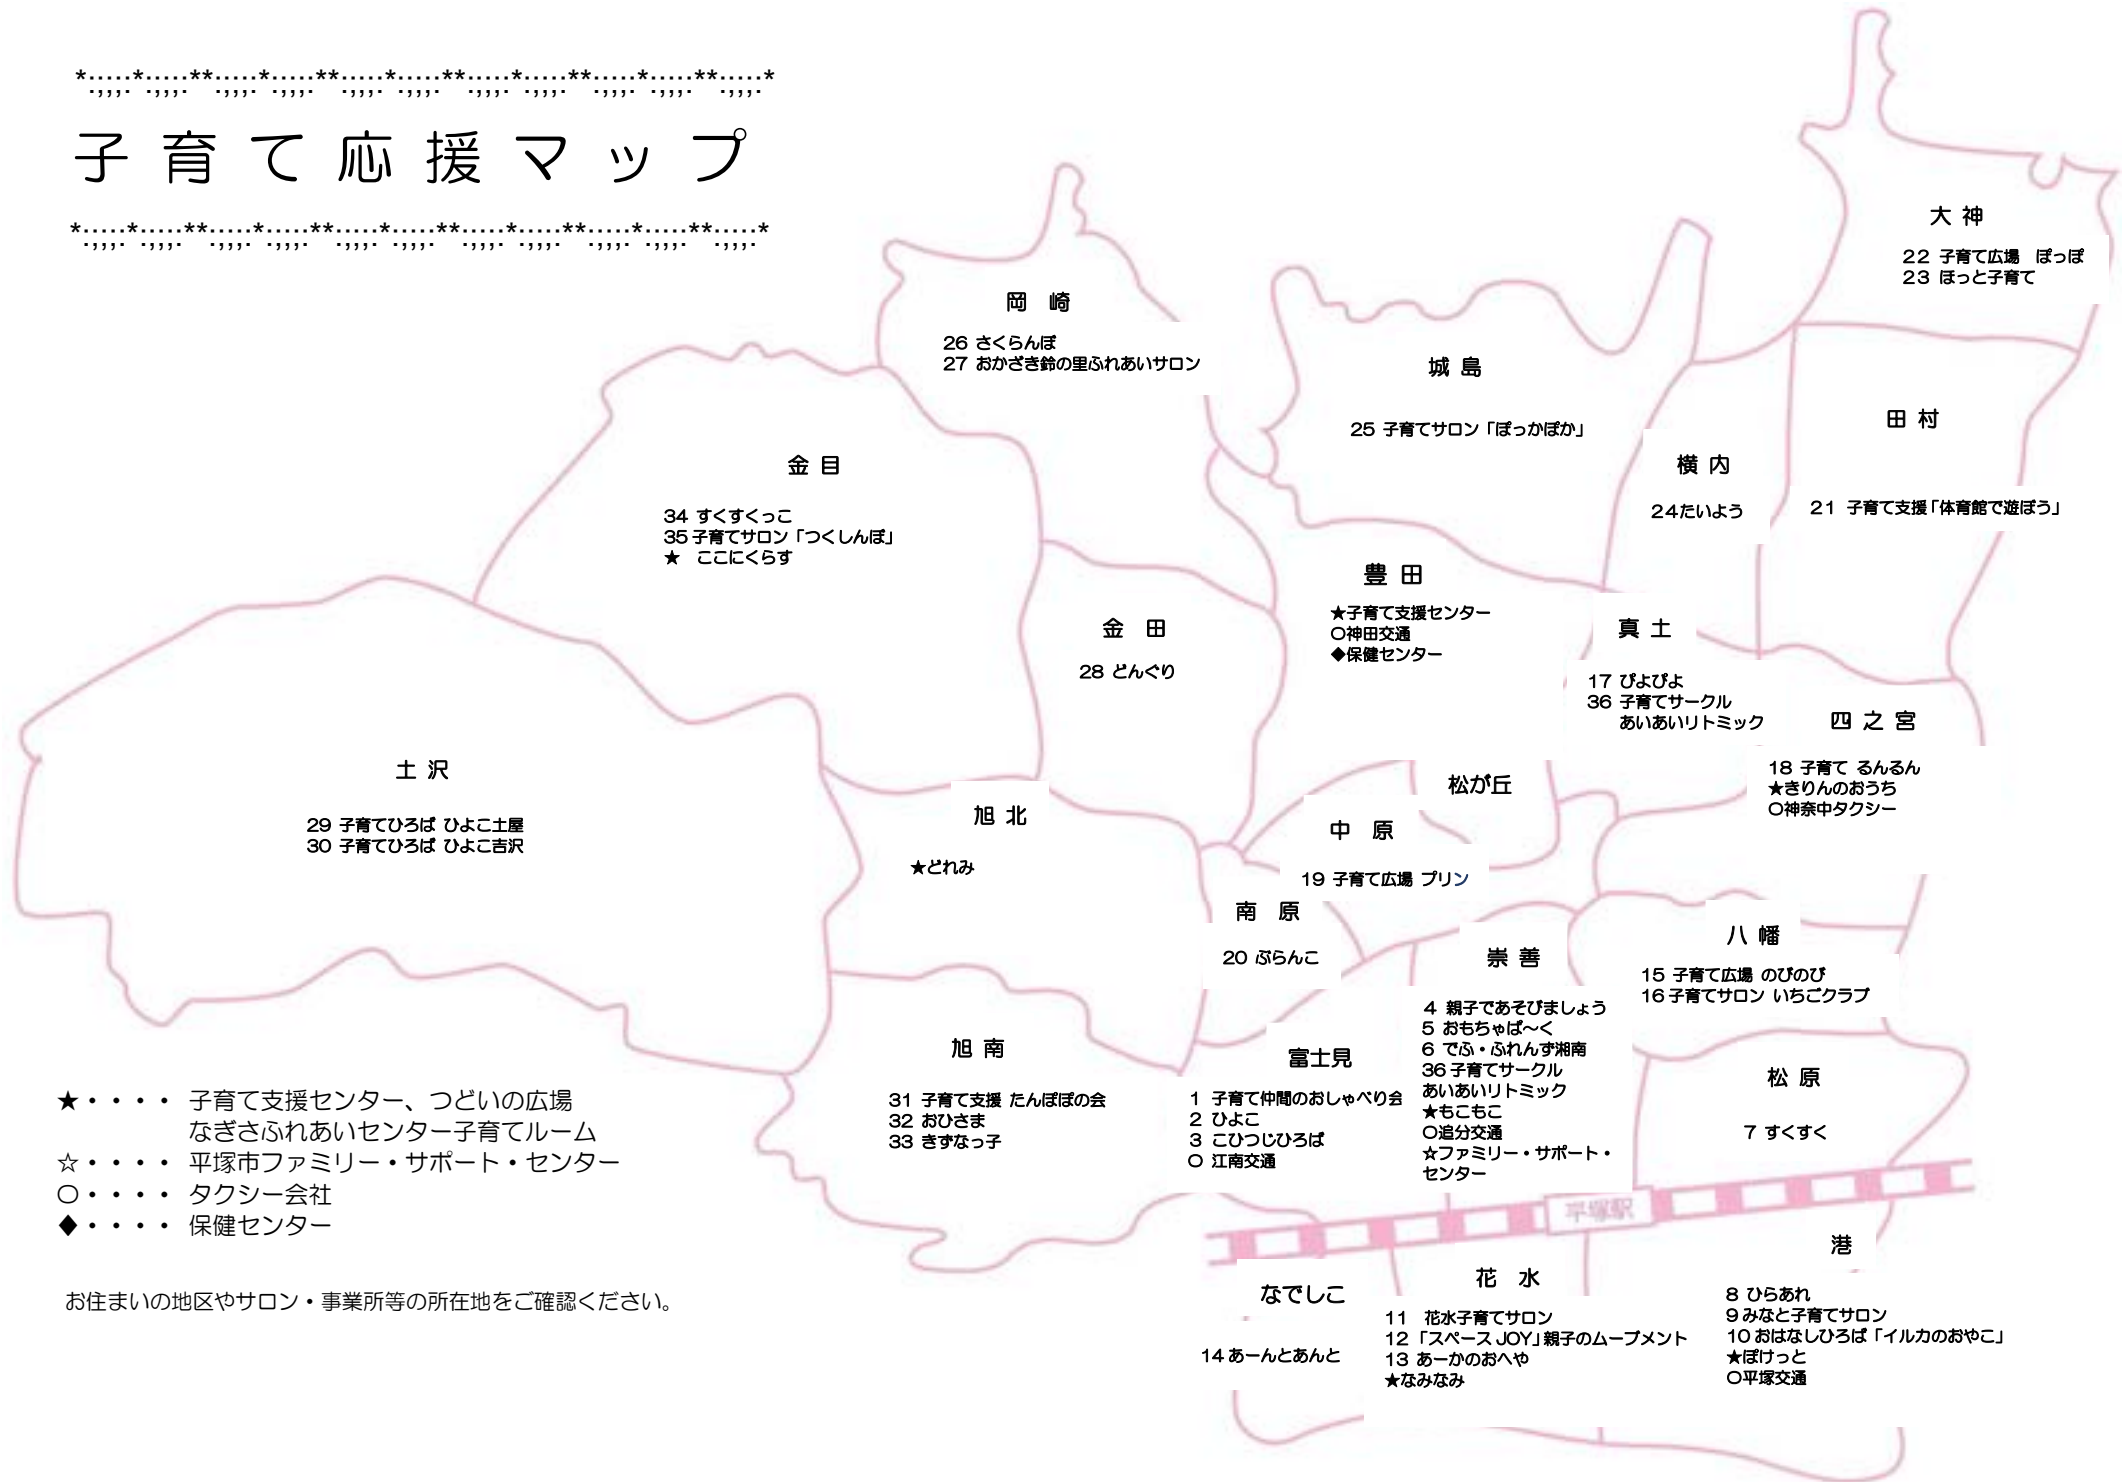 *:;;;:*:;;;:**:;;;:*:;;;:**:;;;:*:;;;:**:;;;:*:;;;:**:;;;:*:;;;:**:;;;:*
子育て応援マップ
*:;;;:*:;;;:**:;;;:*:;;;:**:;;;:*:;;;:**:;;;:*:;;;:**:;;;:*:;;;:**:;;;:*
大神
22 子育て広場 ぽっぽ
23 ほっと子育て
岡崎
26 さくらんぼ
27 おかざき鈴の里ふれあいサロン
城島
25 子育てサロン「ぽっかぽか」
田村
21 子育て支援「体育館で遊ぼう」
横内
24たいよう
金目
34 すくすくっこ
35子育てサロン「つくしんぼ」
★ ここにくらす
豊田
★子育て支援センター
○神田交通
◆保健センター
金田
28 どんぐり
真土
17 ぴよぴよ
36 子育てサークル
あいあいリトミック
四之宮
18 子育て るんるん
★きりんのおうち
○神奈中タクシー
土沢
29 子育てひろば ひよこ土屋
30 子育てひろば ひよこ吉沢
旭北
★どれみ
松が丘
中原
19 子育て広場 プリン
南原
20 ぶらんこ
崇善
4 親子であそびましょう
5 おもちゃぱ～く
6 でふ・ふれんず湘南
36子育てサークル
あいあいリトミック
★もこもこ
○追分交通
☆ファミリー・サポート・
センター
八幡
15 子育て広場 のびのび
16子育てサロン いちごクラブ
旭南
31 子育て支援 たんぽぽの会
32 おひさま
33 きずなっ子
富士見
1 子育て仲間のおしゃべり会
2 ひよこ
3 こひつじひろば
○ 江南交通
松原
7 すくすく
平塚駅
港
8 ひらあれ
9みなと子育てサロン
10おはなしひろば「イルカのおやこ」
★ぽけっと
○平塚交通
花水
11 花水子育てサロン
12「スペース JOY」親子のムーブメント
13 あーかのおへや
★なみなみ
なでしこ
14あーんとあんと
★・・・・ 子育て支援センター、つどいの広場
なぎさふれあいセンター子育てルーム
☆・・・・ 平塚市ファミリー・サポート・センター
○・・・・ タクシー会社
◆・・・・ 保健センター
お住まいの地区やサロン・事業所等の所在地をご確認ください。